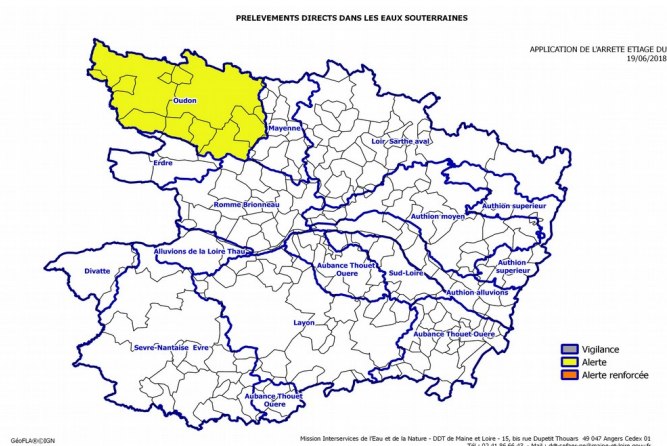 PRELEVEMENTS DIRECTS DANS LES EAUX SOUTERRAINES
APPLICATION DE L'ARRETE ETIAGE DU
19/06/2018
Oudon
Mayenne
Loir Sarthe aval
Erdre
Romme Brionneau
Authion superieur
Authion moyen
Alluvions de la Loire
Divatte
Aubance Thouet
Ouere
Sud-Loire
Authion
superieur
Authion alluvions
Layon
Aubance Thouet Ouere
Sevre-Nantaise Evre
Aubance Thouet
Ouere
Vigilance
Alerte
Alerte renforcée
GéoFLA®©IGN
Mission Interservices de l'Eau et de la Nature - DDT de Maine et Loire - 15, bis rue Dupetit Thouars 49 047 Angers Cedex 01